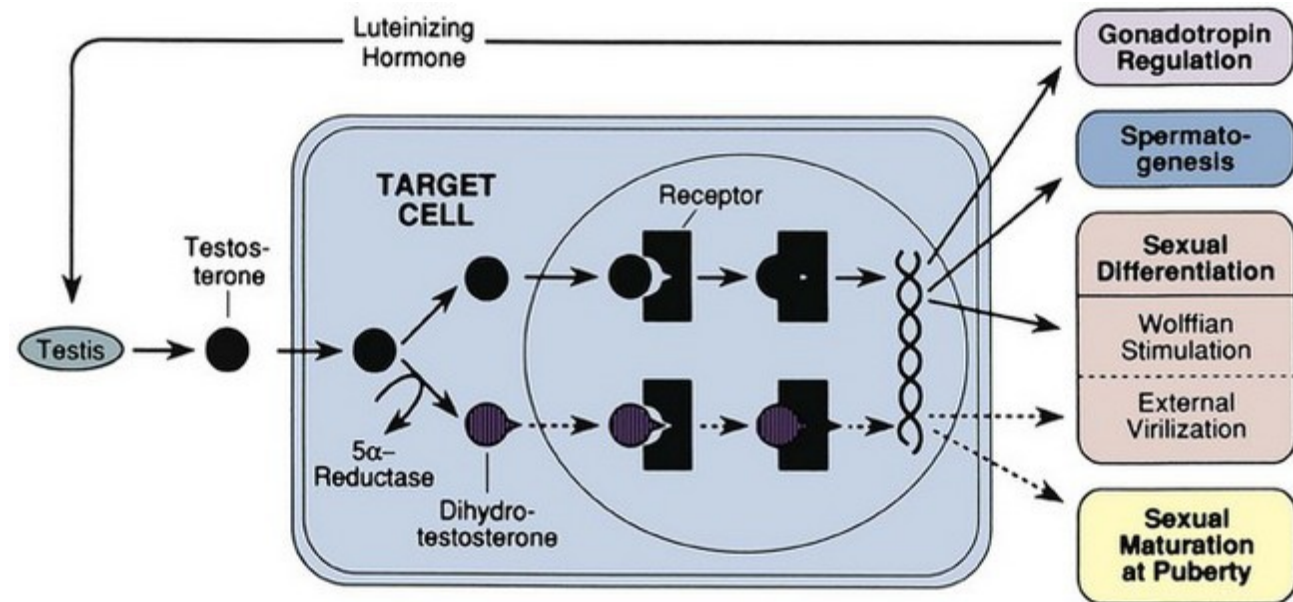 Luteinizing
Hormone
Gonadotropin
Regulation
Spermato-
genesis
TARGET
CELL
Receptor
Testos-
terone
Sexual
Differentiation
Wolffian
Stimulation
Testis
External
Virilization
5α–
Reductase
Dihydro-
testosterone
Sexual
Maturation
at Puberty